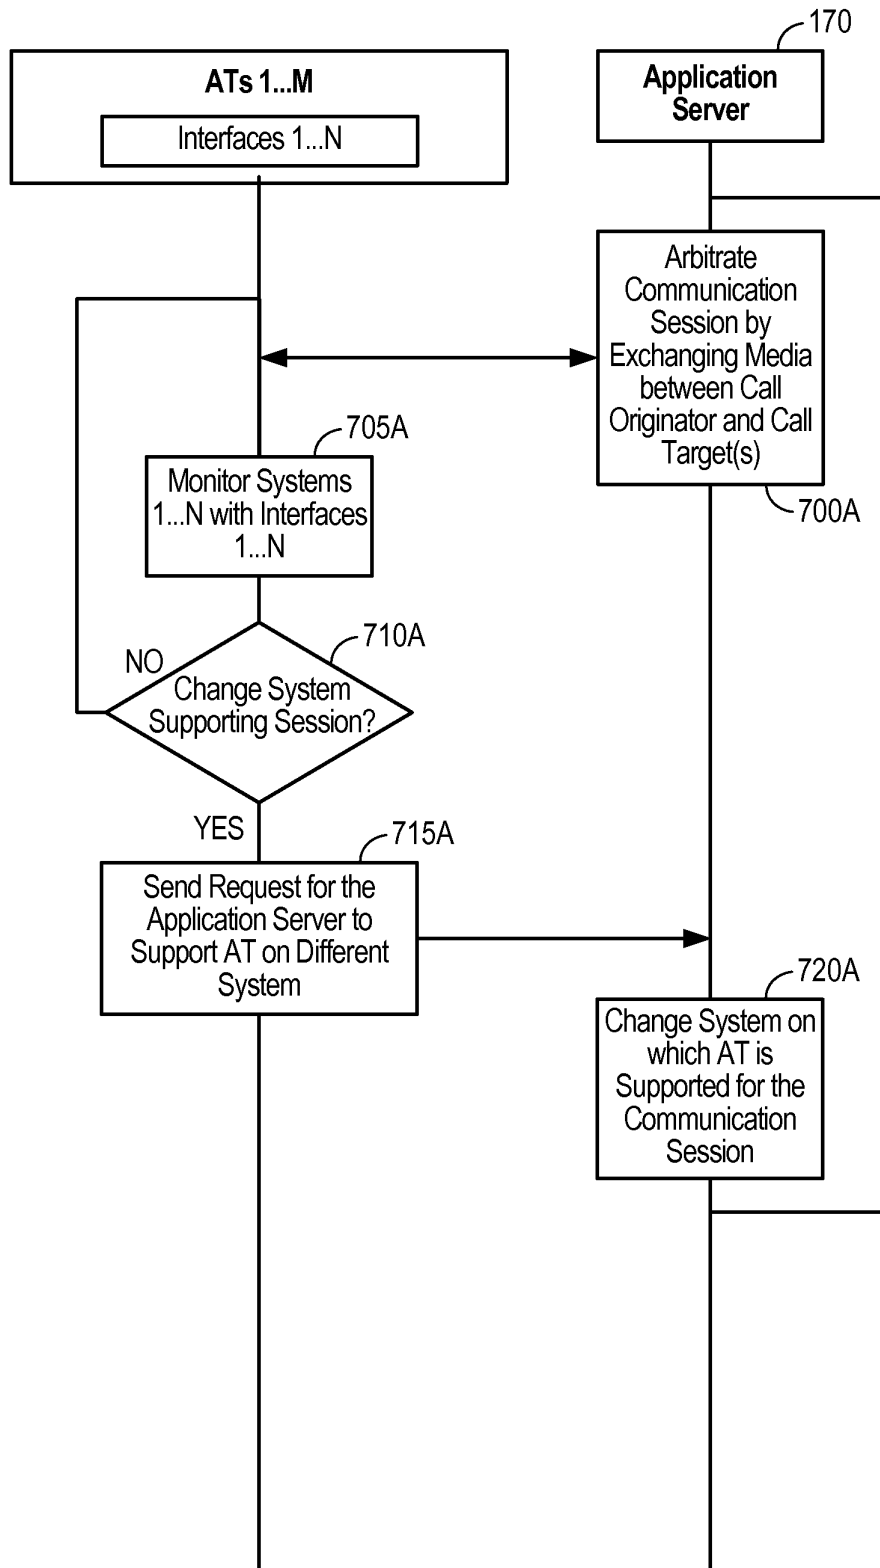 170
ATs 1...M
Interfaces 1...N
Application
Server
Arbitrate
Communication
Session by
Exchanging Media
between Call
Originator and Call
Target(s)
700A
705A
Monitor Systems
1...N with Interfaces
1...N
710A
NO
Change System
Supporting Session?
YES
715A
Send Request for the
Application Server to
Support AT on Different
System
720A
Change System on
which AT is
Supported for the
Communication
Session